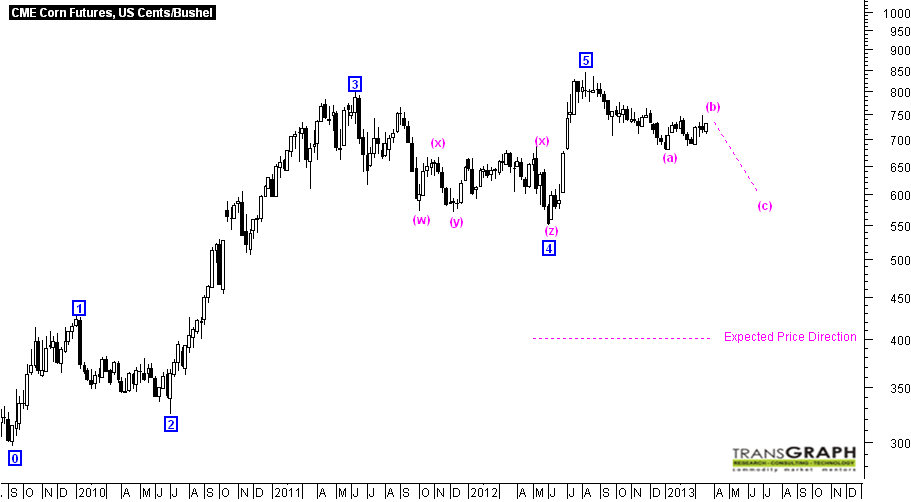 CME Corn Futures, US Cents/Bushel
1000
950
900
850
800
750
700
650
600
550
500
450
400
350
300
5
3
(b)
(x)
(x)
(a)
(w)
(y)
(z)
(c)
4
1
Expected Price Direction
2
0
TRANSGRAPH
RESEARCH · CONSULTING · TECHNOLOGY
commodity market mentors
. S O N D 2010 A M J J A S O N D 2011 A M J J A S O N D 2012 A M J J A S O N D 2013 A M J J A S O N D